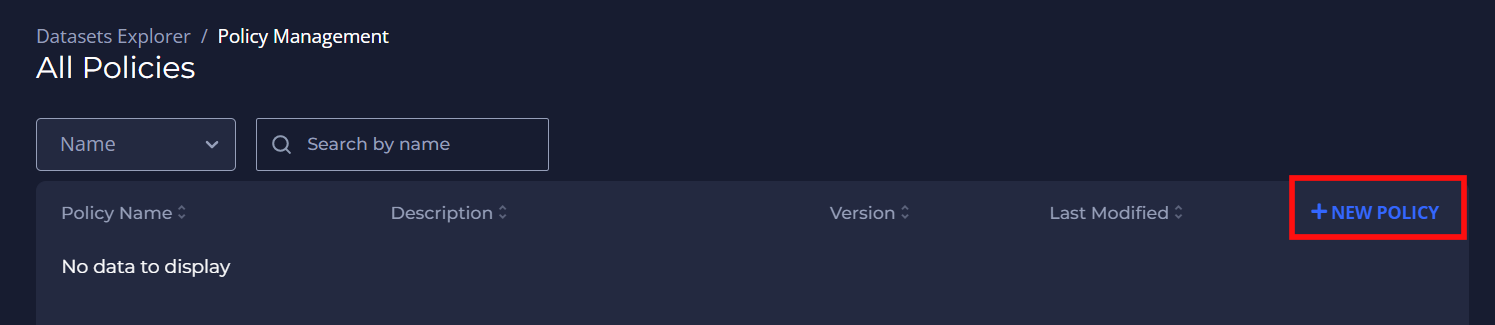 Datasets Explorer / Policy Management
All Policies
Name
Search by name
Policy Name Description Version Last Modified + NEW POLICY
No data to display